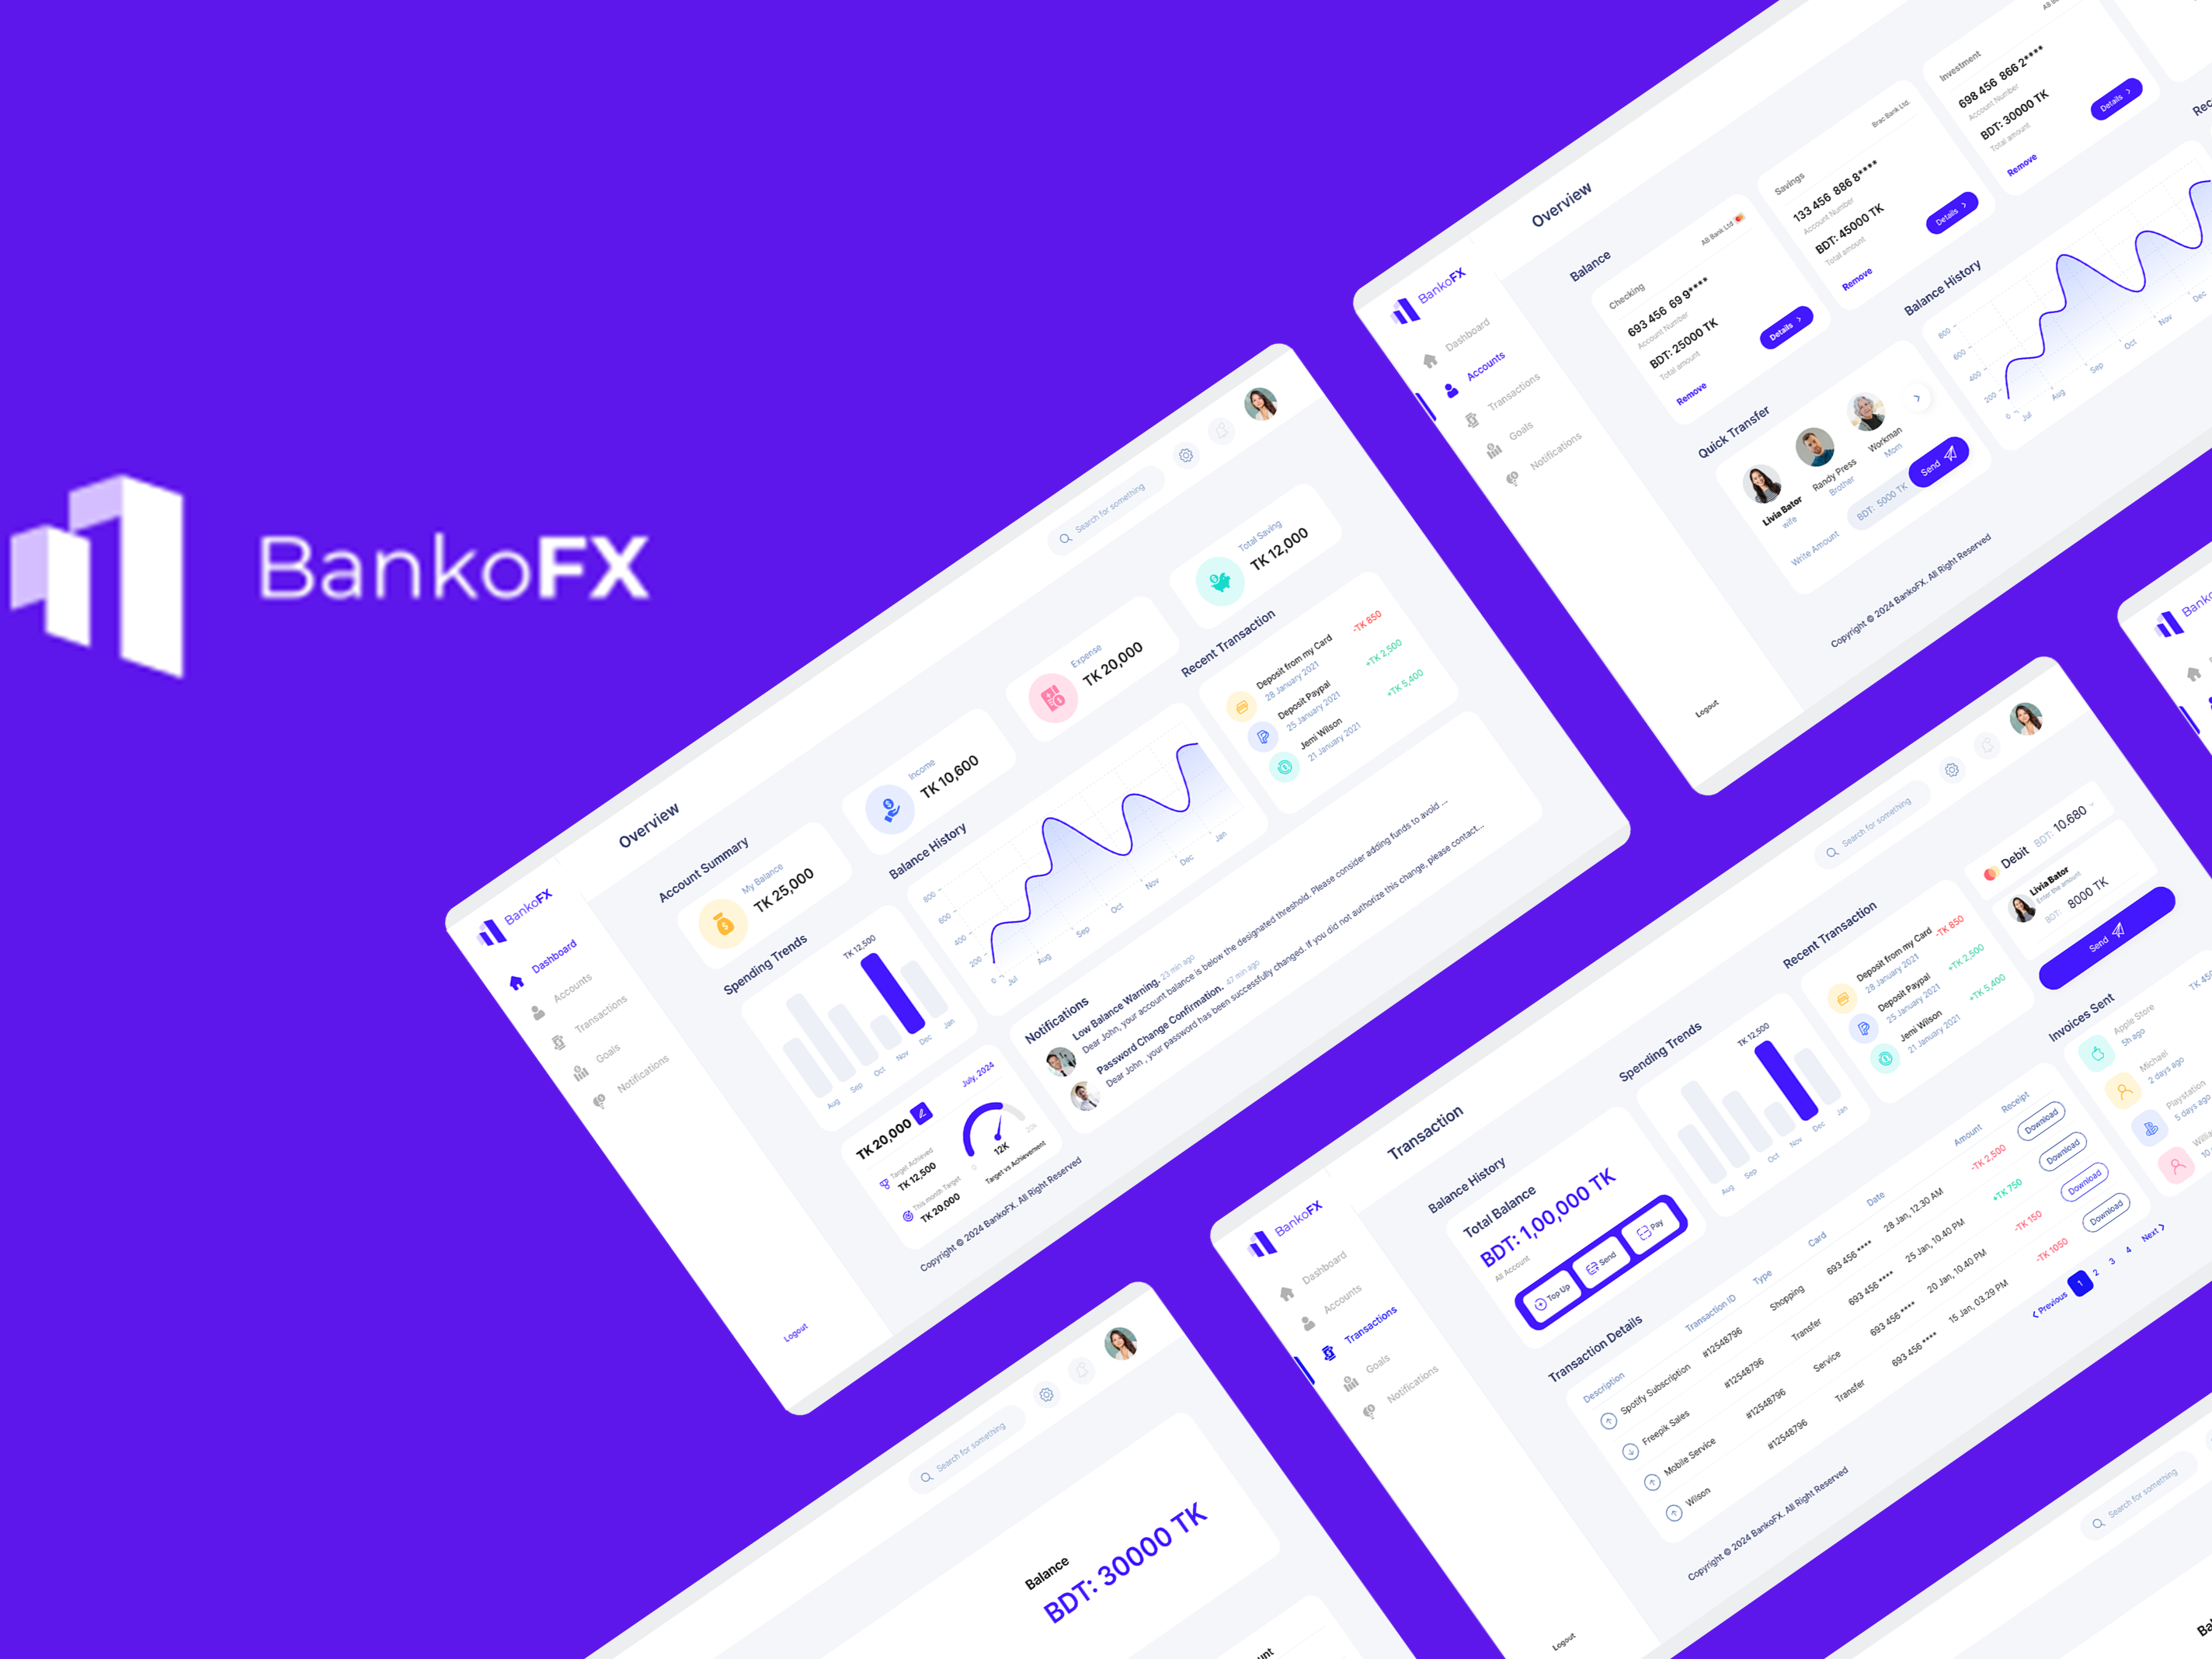 BankoFX
BankoFX
Dashboard
Accounts
Transactions
Goals
Notifications
Logout
Overview
Search for something
Account Summary
My Balance
TK 25,000
Income
TK 10,600
Expense
TK 20,000
Total Saving
TK 12,000
Spending Trends
TK 12,500
Aug Sep Oct Nov Dec Jan
Balance History
800
600
400
200
0
Jul Aug Sep Oct Nov Dec Jan
Recent Transaction
Deposit from my Card
28 January 2021
-TK 850
Deposit Paypal
25 January 2021
+TK 2,500
Jemi Wilson
21 January 2021
+TK 5,400
TK 20,000
July, 2024
Target Achieved
TK 12,500
This month Target
TK 20,000
0
20k
12K
Target vs Achievement
Notifications
Low Balance Warning. 23 min ago
Dear John, your account balance is below the designated threshold. Please consider adding funds to avoid ...
Password Change Confirmation. 47 min ago
Dear John , your password has been successfully changed. If you did not authorize this change, please contact...
Copyright © 2024 BankoFX. All Right Reserved
BankoFX
Dashboard
Accounts
Transactions
Goals
Notifications
Logout
Overview
Balance
Checking
AB Bank Ltd
693 456 69 9****
Account Number
BDT: 25000 TK
Total amount
Details
Remove
Savings
Brac Bank Ltd.
133 456 886 8****
Account Number
BDT: 45000 TK
Total amount
Details
Remove
Investment
698 456 866 2****
Account Number
BDT: 30000 TK
Total amount
Details
Remove
Quick Transfer
Livia Bator
wife
Randy Press
Brother
Workman
Mom
Write Amount
BDT: 5000 TK
Send
Balance History
800
600
400
200
0
Jul Aug Sep Oct Nov Dec
Copyright © 2024 BankoFX. All Right Reserved
BankoFX
Dashboard
Accounts
Transactions
Goals
Notifications
Logout
Transaction
Search for something
Balance History
Total Balance
BDT: 1,00,000 TK
All Account
Top Up
Send
Pay
Spending Trends
TK 12,500
Aug Sep Oct Nov Dec Jan
Recent Transaction
Deposit from my Card
28 January 2021
-TK 850
Deposit Paypal
25 January 2021
+TK 2,500
Jemi Wilson
21 January 2021
+TK 5,400
Debit BDT: 10.680
Livia Bator
Enter the amount
BDT: 8000 TK
Send
Invoices Sent
Apple Store
5h ago
Michael
2 days ago
Playstation
5 days ago
Transaction Details
Description Transaction ID Type Card Date Amount Receipt
Spotify Subscription #12548796 Shopping 693 456 **** 28 Jan, 12.30 AM -TK 2,500 Download
Freepik Sales #12548796 Transfer 693 456 **** 25 Jan, 10.40 PM +TK 750 Download
Mobile Service #12548796 Service 693 456 **** 20 Jan, 10.40 PM -TK 150 Download
Wilson #12548796 Transfer 693 456 **** 15 Jan, 03.29 PM -TK 1050 Download
Previous 1 2 3 4 Next
Copyright © 2024 BankoFX. All Right Reserved
Search for something
Balance
BDT: 30000 TK
Search for something